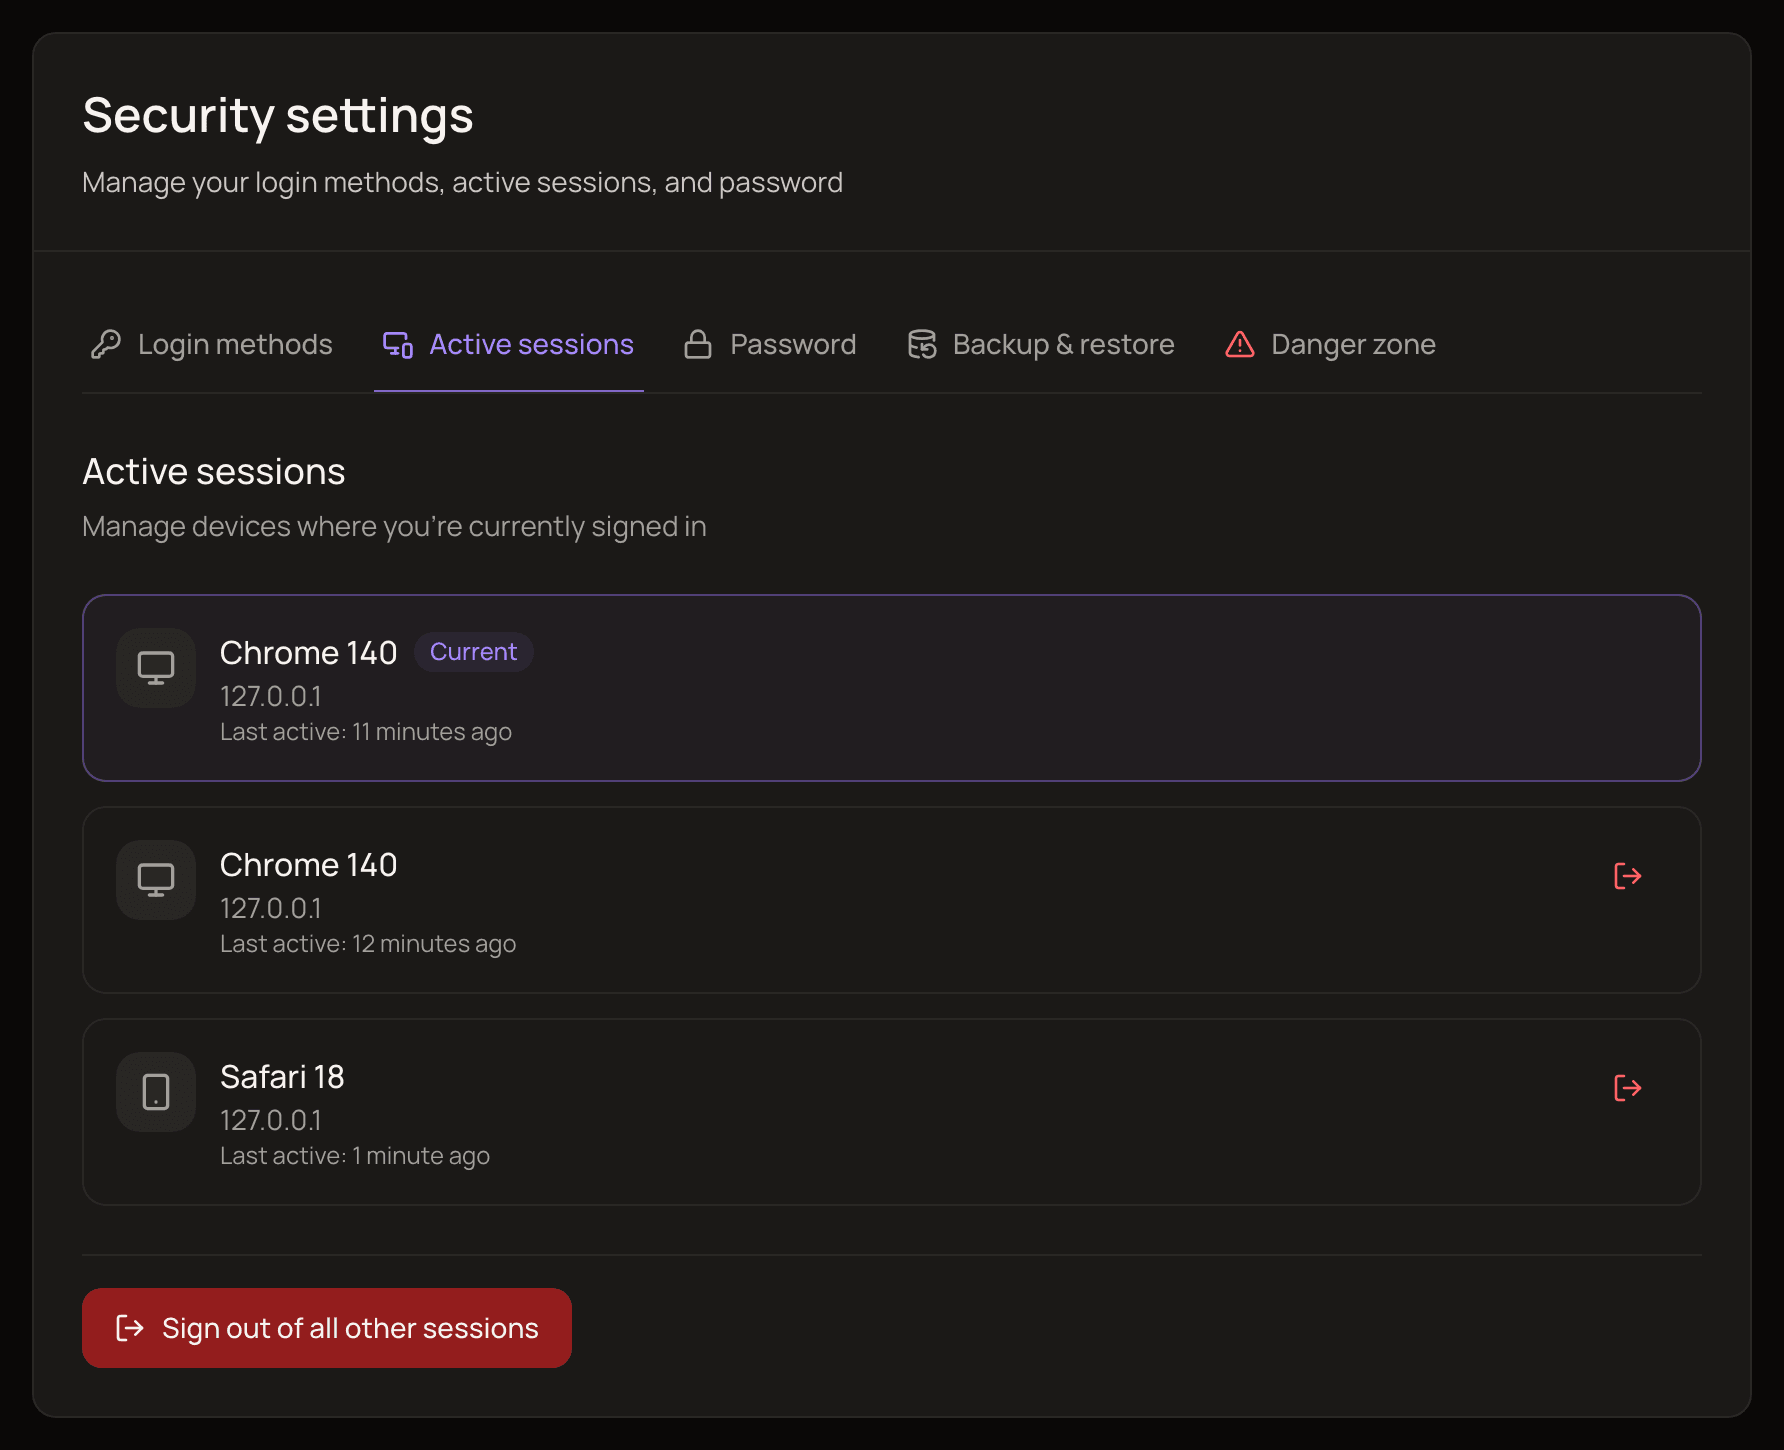 Security settings
Manage your login methods, active sessions, and password
Login methods Active sessions Password Backup & restore Danger zone
Active sessions
Manage devices where you’re currently signed in
Chrome 140 Current
127.0.0.1
Last active: 11 minutes ago
Chrome 140
127.0.0.1
Last active: 12 minutes ago
Safari 18
127.0.0.1
Last active: 1 minute ago
Sign out of all other sessions